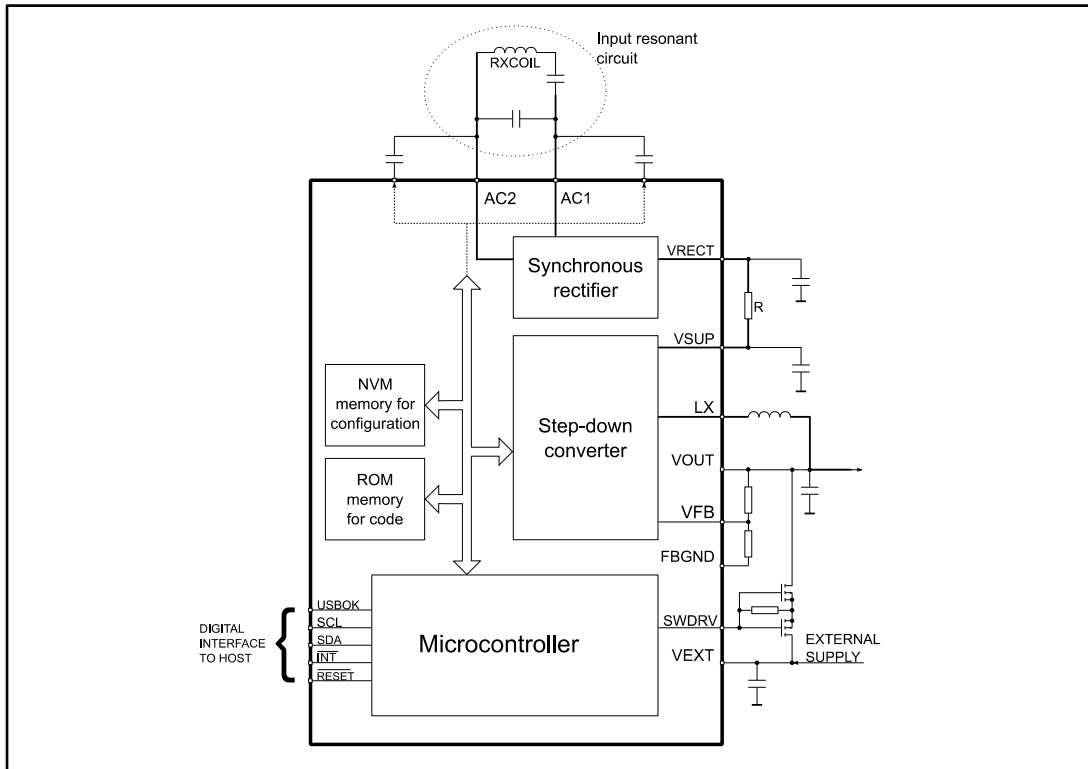 Input resonant
circuit
RXCOIL
AC2
AC1
Synchronous
rectifier
VRECT
R
VSUP
NVM
memory for
configuration
Step-down
converter
LX
VOUT
ROM
memory
for code
VFB
FBGND
DIGITAL
INTERFACE
TO HOST
USBOK
SCL
SDA
INT
RESET
Microcontroller
SWDRV
VEXT
EXTERNAL
SUPPLY